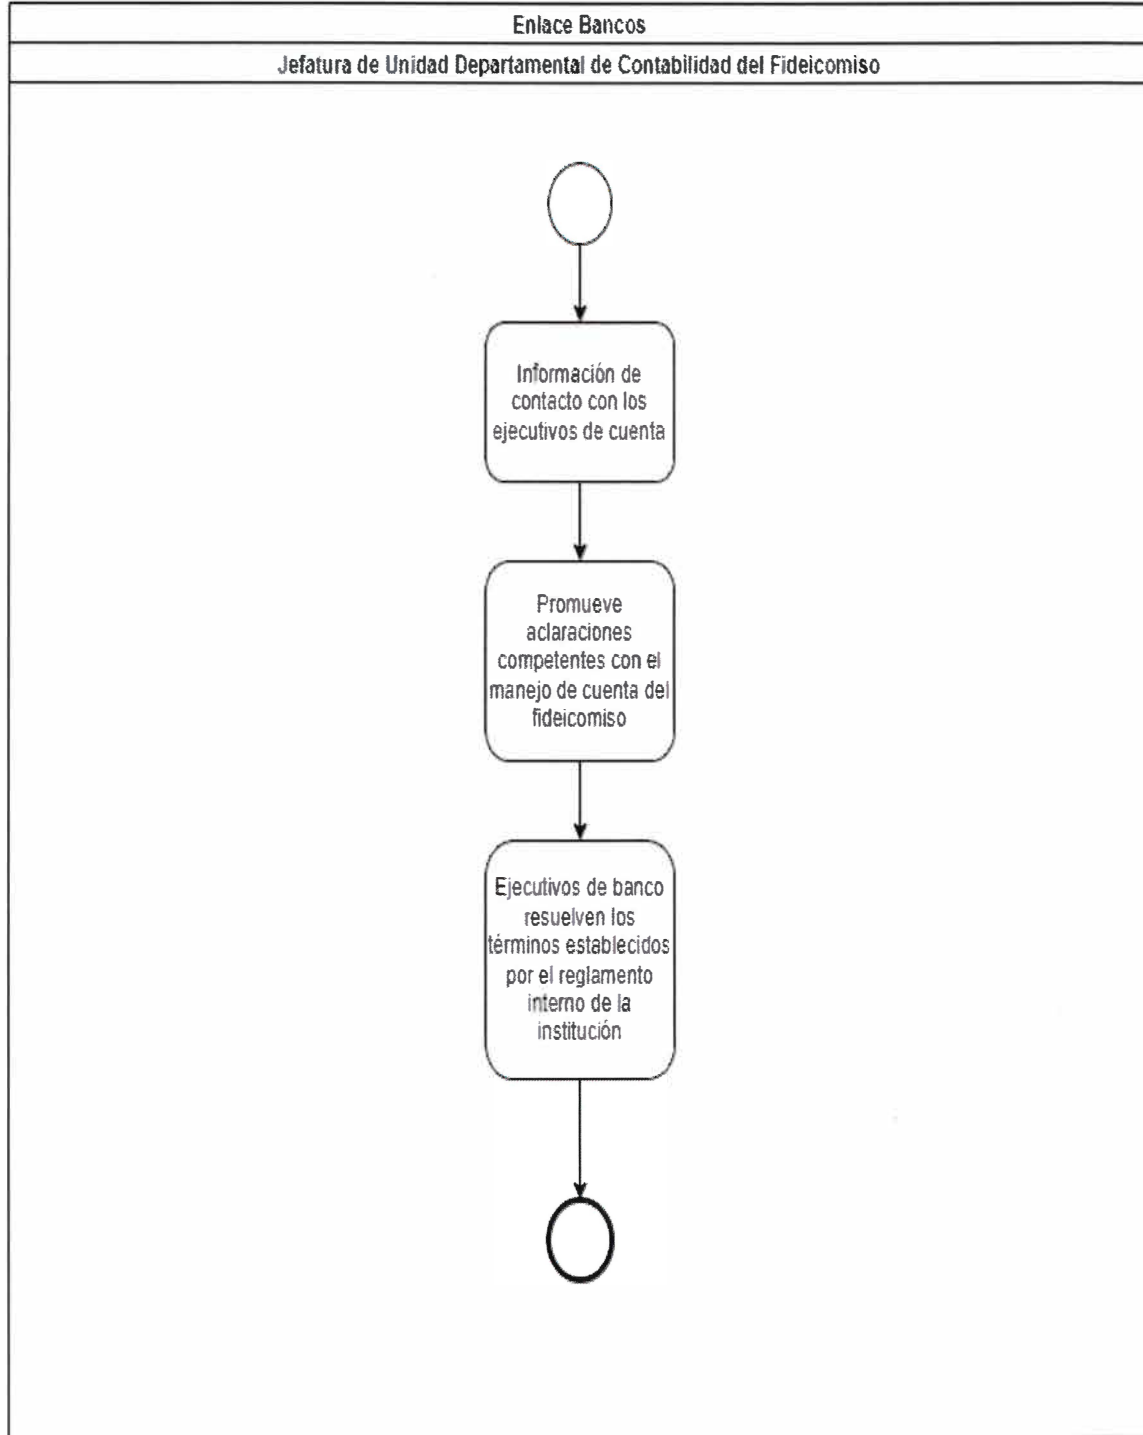 Enlace Bancos
Jefatura de Unidad Departamental de Contabilidad del Fideicomiso
Información de
contacto con los
ejecutivos de cuenta
Promueve
aclaraciones
competentes con el
manejo de cuenta del
fideicomiso
Ejecutivos de banco
resuelven los
términos establecidos
por el reglamento
interno de la
institución